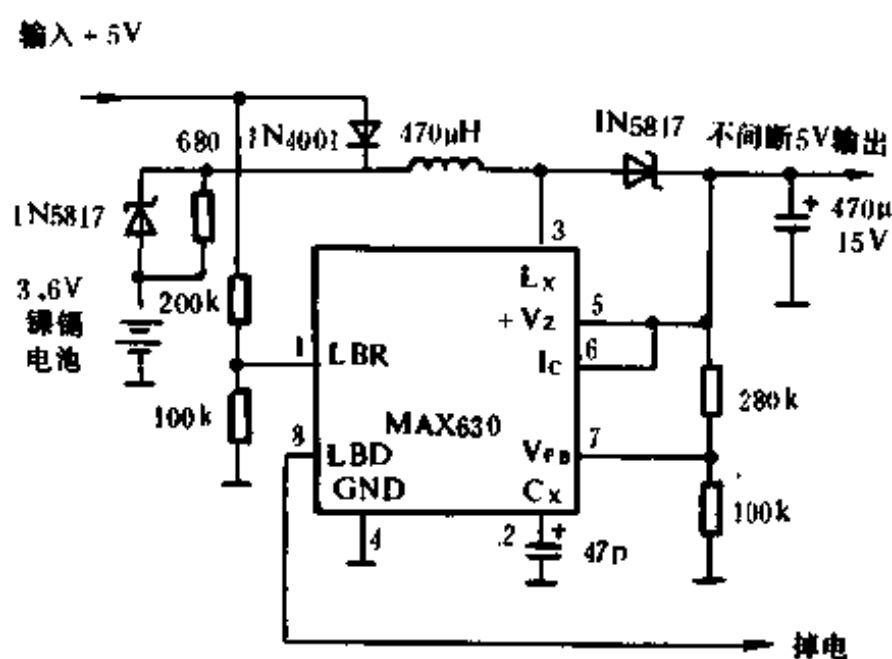 输入 + 5V
680
1N4001
470μH
1N5817
不间断5V输出
1N5817
470μ
15V
3.6V
镍镉
电池
200k
100k
1
8
3
5
6
7
4
2
LBR
LBD
GND
MAX630
Lx
+ Vz
Ic
VFB
Cx
+
+
47p
280k
100k
掉电